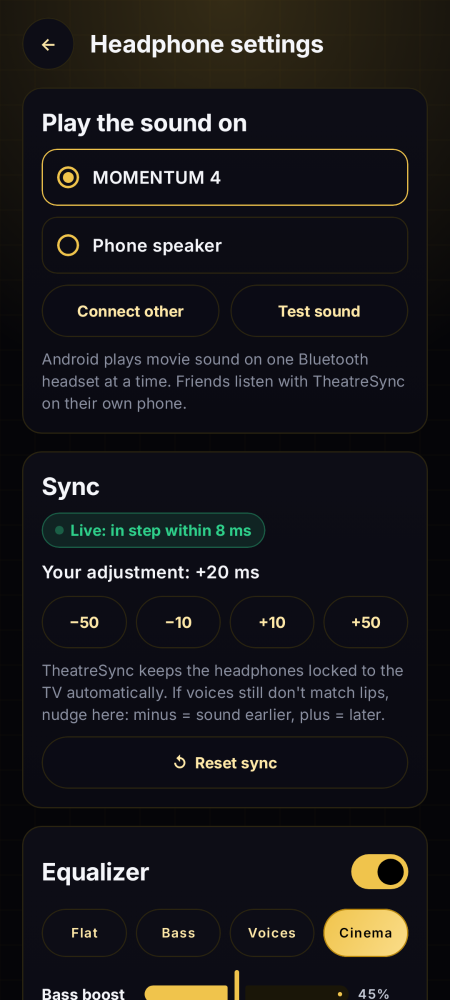 Headphone settings
Play the sound on
MOMENTUM 4
Phone speaker
Connect other
Test sound
Android plays movie sound on one Bluetooth
headset at a time. Friends listen with TheatreSync
on their own phone.
Sync
Live: in step within 8 ms
Your adjustment: +20 ms
−50
−10
+10
+50
TheatreSync keeps the headphones locked to the
TV automatically. If voices still don't match lips,
nudge here: minus = sound earlier, plus = later.
Reset sync
Equalizer
Flat
Bass
Voices
Cinema
Bass boost
45%